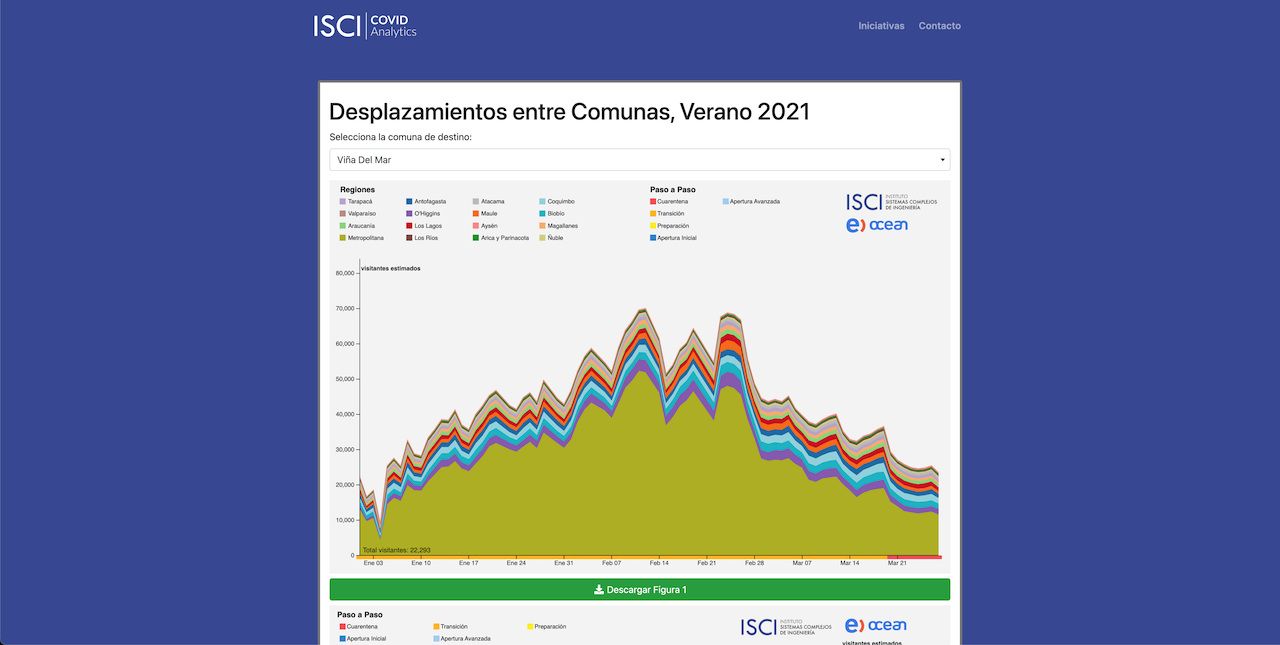 ISCI COVID Analytics
Iniciativas Contacto
Desplazamientos entre Comunas, Verano 2021
Selecciona la comuna de destino:
Viña Del Mar
Regiones
Tarapacá Antofagasta Atacama Coquimbo
Valparaíso O'Higgins Maule Biobío
Araucanía Los Lagos Aysén Magallanes
Metropolitana Los Ríos Arica y Parinacota Ñuble
Paso a Paso
Cuarentena Apertura Avanzada
Transición
Preparación
Apertura Inicial
ISCI INSTITUTO SISTEMAS COMPLEJOS DE INGENIERÍA
e) ocean
visitantes estimados
80,000
70,000
60,000
50,000
40,000
30,000
20,000
10,000
0
Total visitantes: 22,293
Ene 03 Ene 10 Ene 17 Ene 24 Ene 31 Feb 07 Feb 14 Feb 21 Feb 28 Mar 07 Mar 14 Mar 21
Descargar Figura 1
Paso a Paso
Cuarentena Transición Preparación
Apertura Inicial Apertura Avanzada
ISCI INSTITUTO SISTEMAS COMPLEJOS DE INGENIERÍA
e) ocean
visitantes estimados